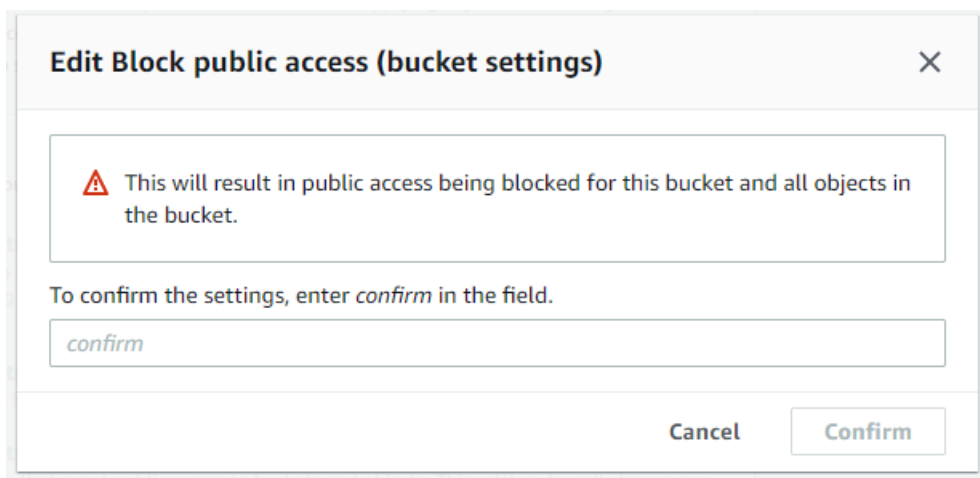 Edit Block public access (bucket settings)
This will result in public access being blocked for this bucket and all objects in
the bucket.
To confirm the settings, enter confirm in the field.
confirm
Cancel
Confirm